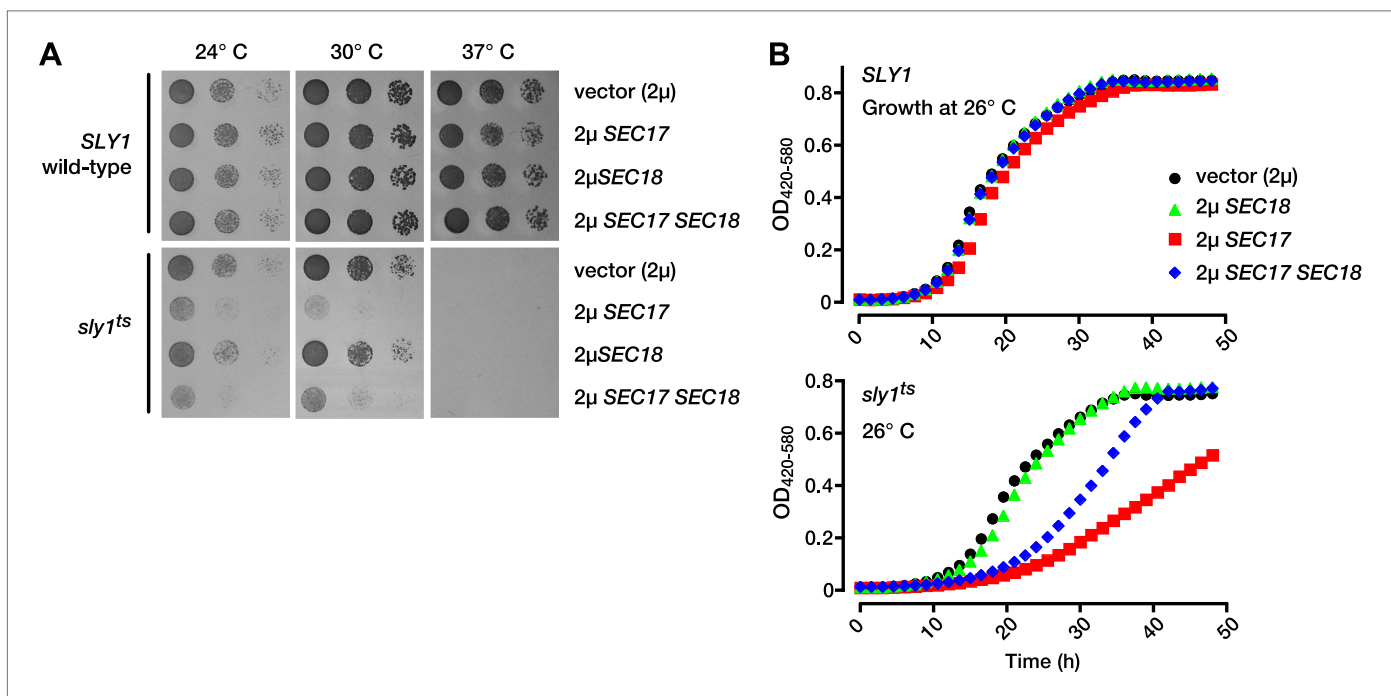 A
24° C 30° C 37° C
SLY1
wild-type
vector (2µ)
2µ SEC17
2µSEC18
2µ SEC17 SEC18
sly1ts
vector (2µ)
2µ SEC17
2µSEC18
2µ SEC17 SEC18
B
SLY1
Growth at 26° C
OD420-580
0.8
0.6
0.4
0.2
0
0 10 20 30 40 50
vector (2µ)
2µ SEC18
2µ SEC17
2µ SEC17 SEC18
sly1ts
26° C
OD420-580
0.8
0.6
0.4
0.2
0
0 10 20 30 40 50
Time (h)